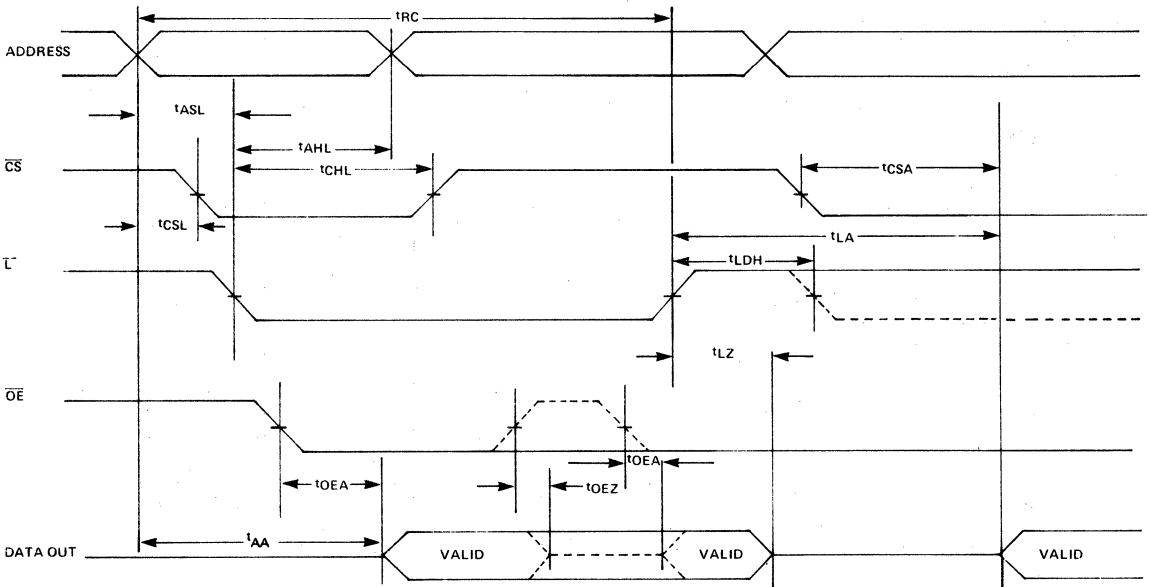 tRC
ADDRESS
tASL
tAHL
CS
tCHL
tCSA
tCSL
tLA
L
tLDH
tLZ
OE
tOEA
tOEA
tOEZ
tAA
DATA OUT
VALID
VALID
VALID